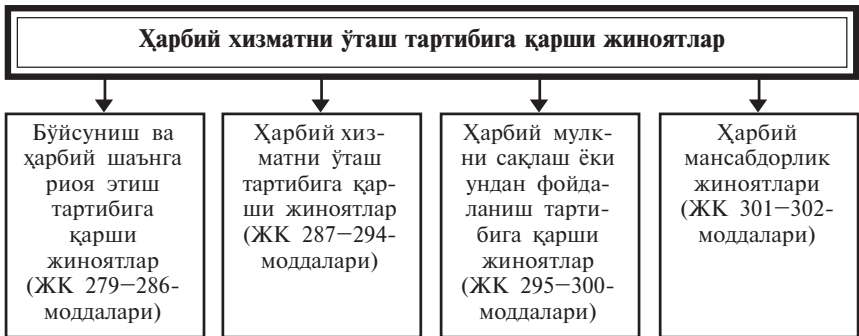 Ҳарбий хизматни ўташ тартибига қарши жиноятлар
Бўйсуниш ва
ҳарбий шаънга
риоя этиш
тартибига
қарши
жиноятлар
(ЖК 279—286-
моддалари)
Ҳарбий хиз-
матни ўташ
тартибига қар-
ши жиноятлар
(ЖК 287—294-
моддалари)
Ҳарбий мулк-
ни сақлаш ёки
ундан фойда-
ланиш тарти-
бига қарши
жиноятлар
(ЖК 295—300-
моддалари)
Ҳарбий
мансабдорлик
жиноятлари
(ЖК 301—302-
моддалари)